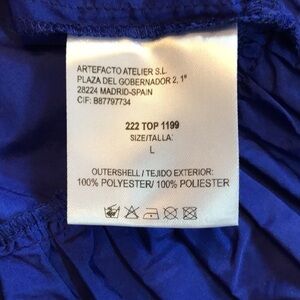 ARTEFACTO ATELIER S.L.
PLAZA DEL GOBERNADOR 2, 1º
28224 MADRID-SPAIN
CIF: B87797734
222 TOP 1199
SIZE/TALLA:
L
OUTERSHELL / TEJIDO EXTERIOR:
100% POLYESTER/ 100% POLIESTER